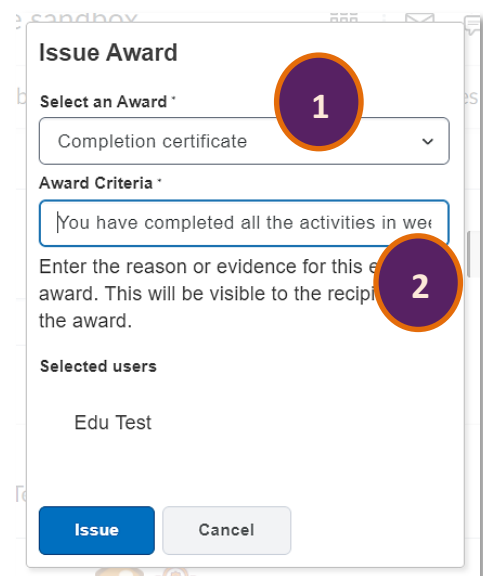 sandbox
Issue Award
Select an Award *
1
Completion certificate
Award Criteria *
You have completed all the activities in
Enter the reason or evidence for this
award. This will be visible to the
2
the award.
Selected users
Edu Test
Issue
Cancel